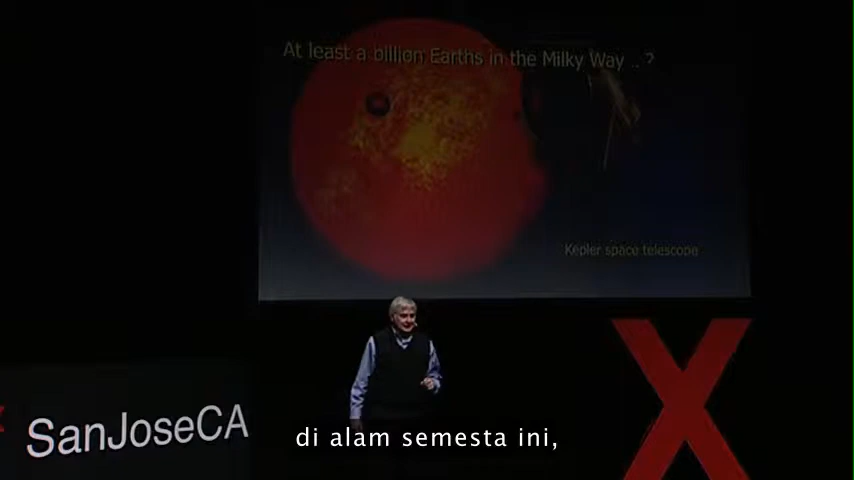 At least a billion Earths in the Milky Way .. ?
Kepler space telescope
X
SanJoseCA
di alam semesta ini,